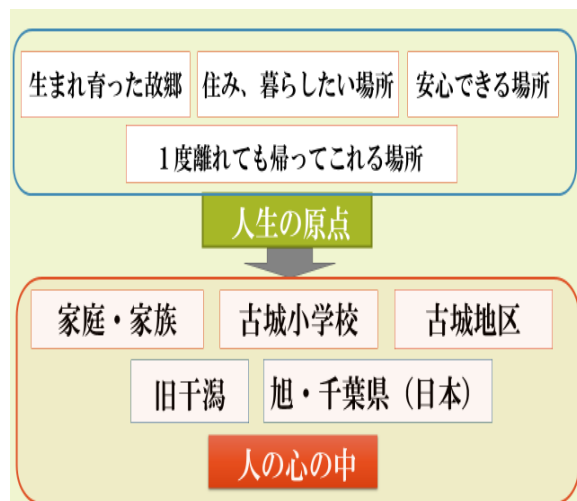 生まれ育った故郷 住み、暮らしたい場所 安心できる場所
１度離れても帰ってこれる場所
人生の原点
家庭・家族 古城小学校 古城地区
旧干潟 旭・千葉県（日本）
人の心の中